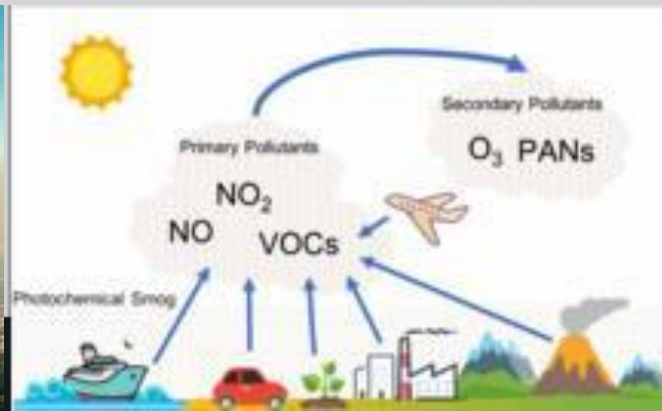 Secondary Pollutants
O₃ PANs
Primary Pollutants
NO₂
NO VOCs
Photochemical Smog